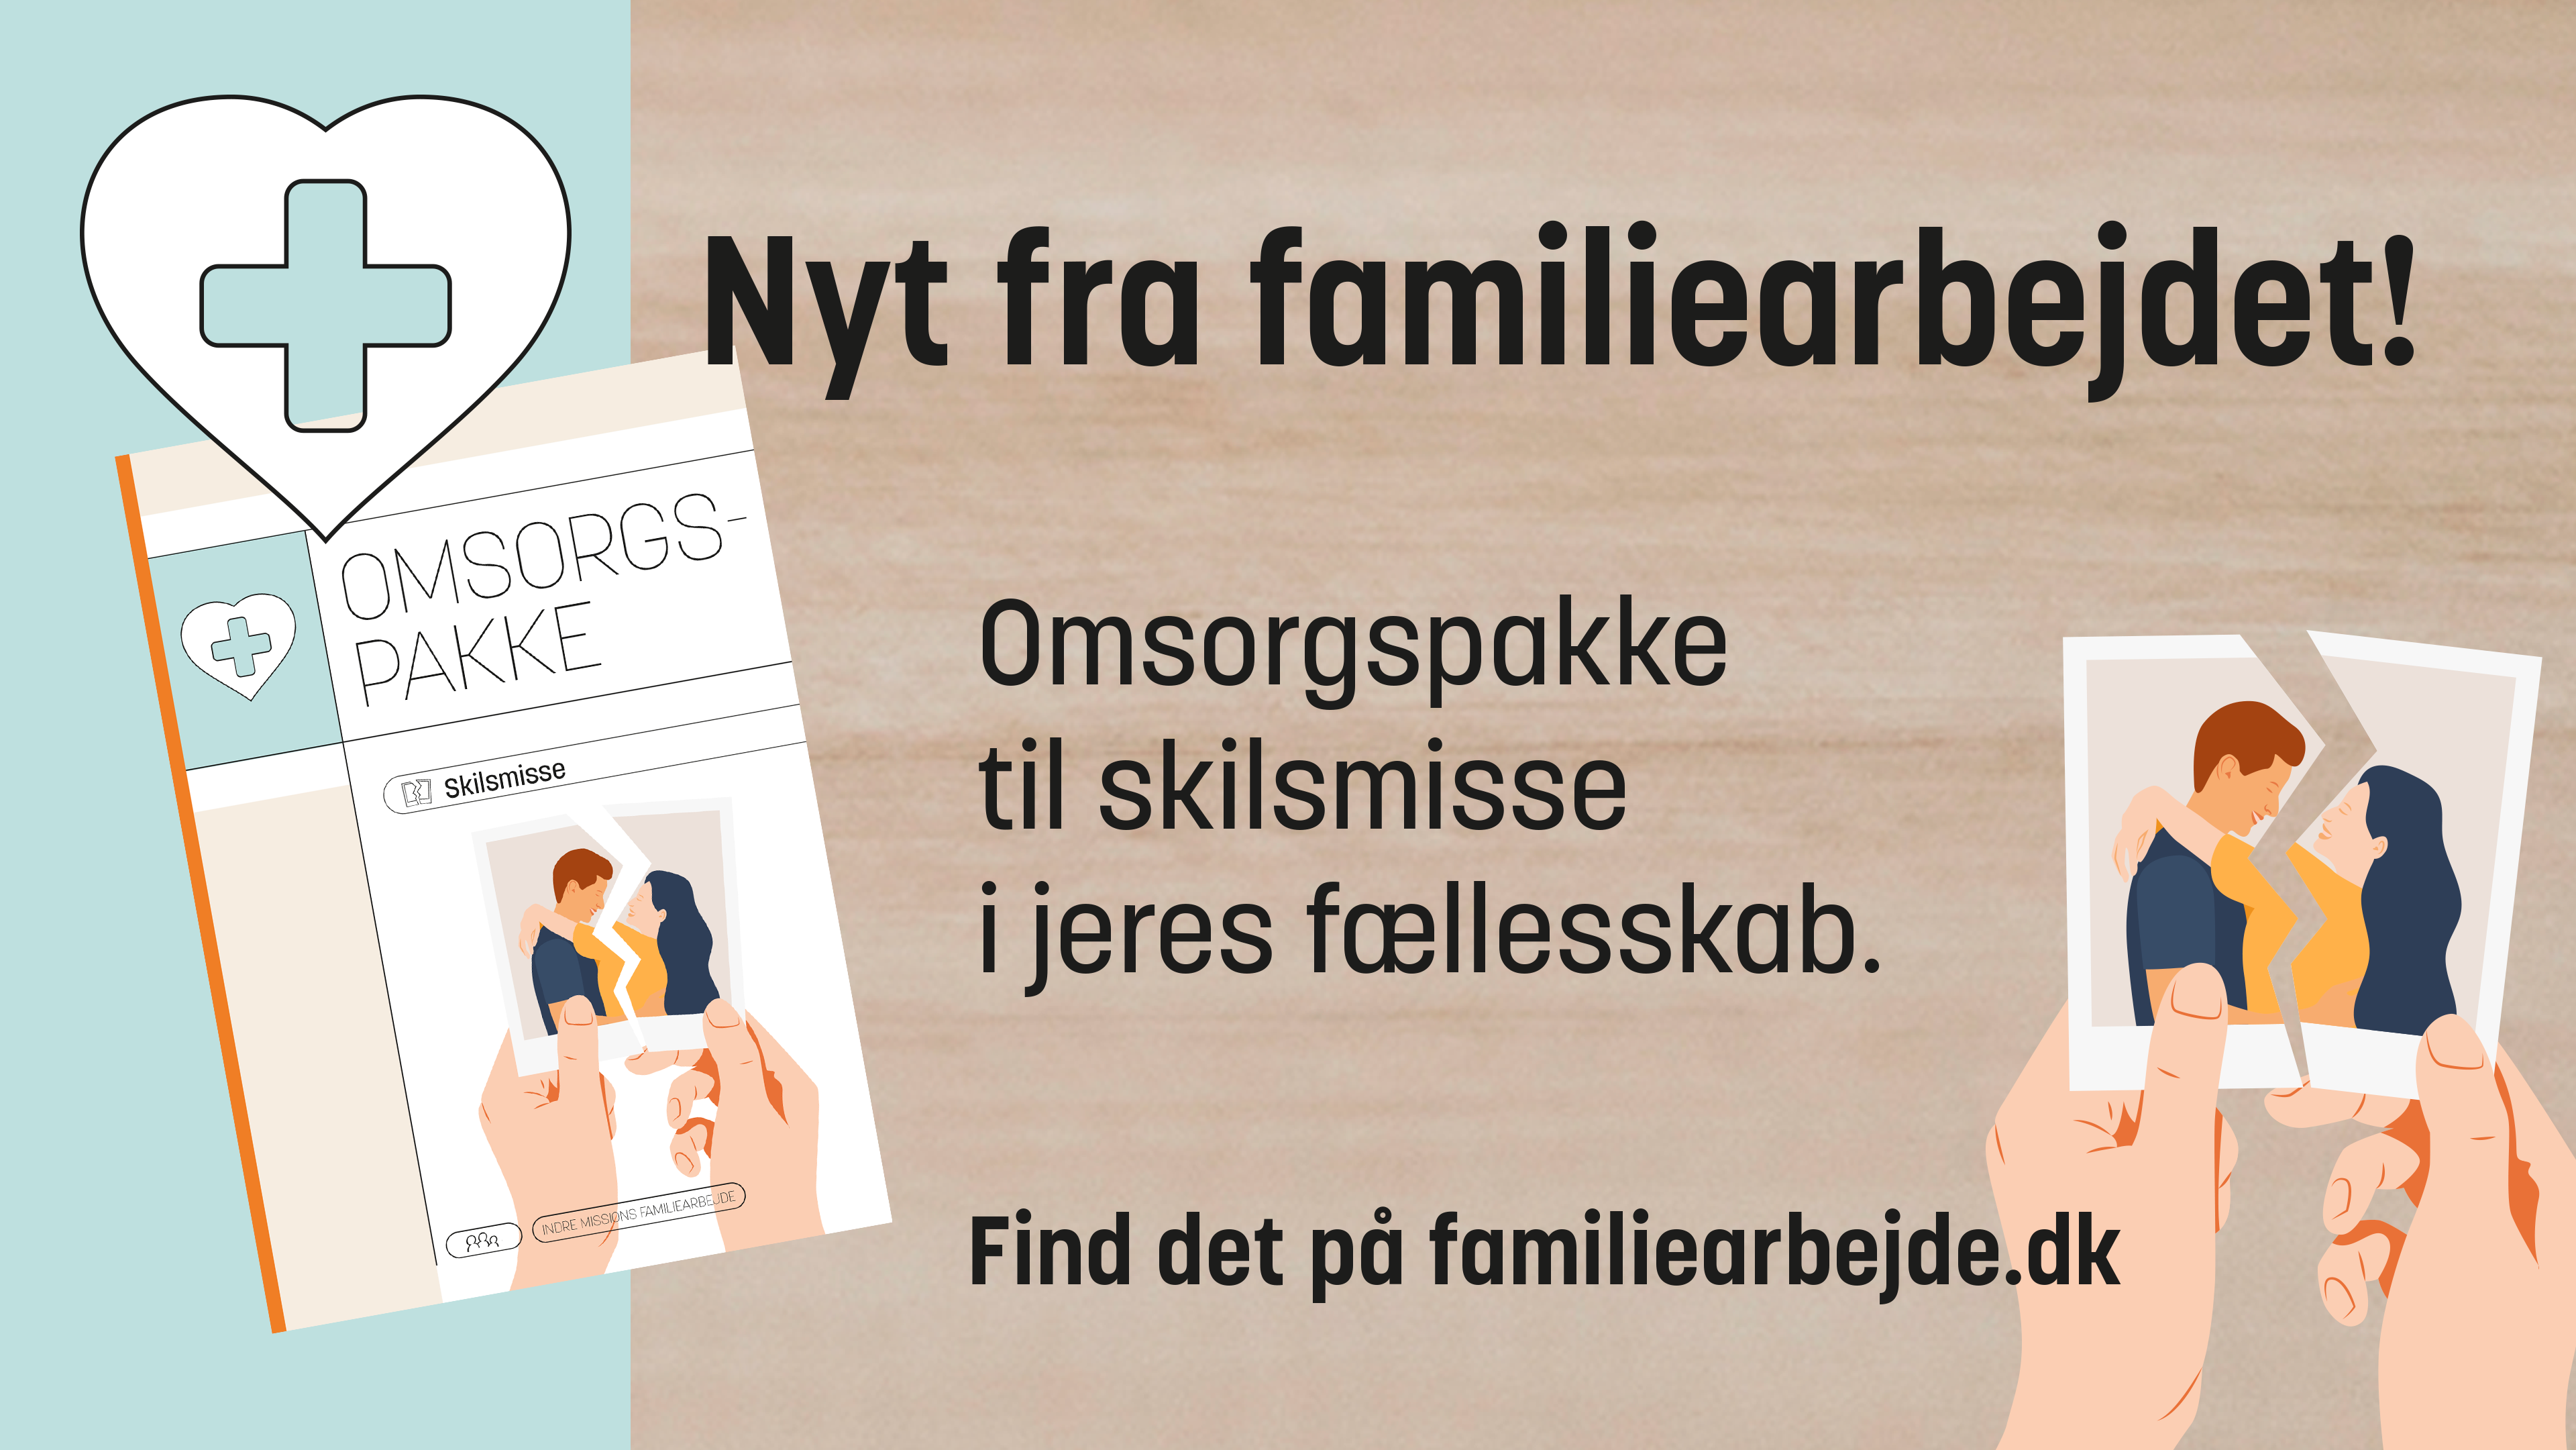 Nyt fra familiearbejdet!
OMSORGS-
PAKKE
Skilsmisse
INDRE MISSIONS FAMILIEARBEJDE
Omsorgspakke
til skilsmisse
i jeres fællesskab.
Find det på familiearbejde.dk